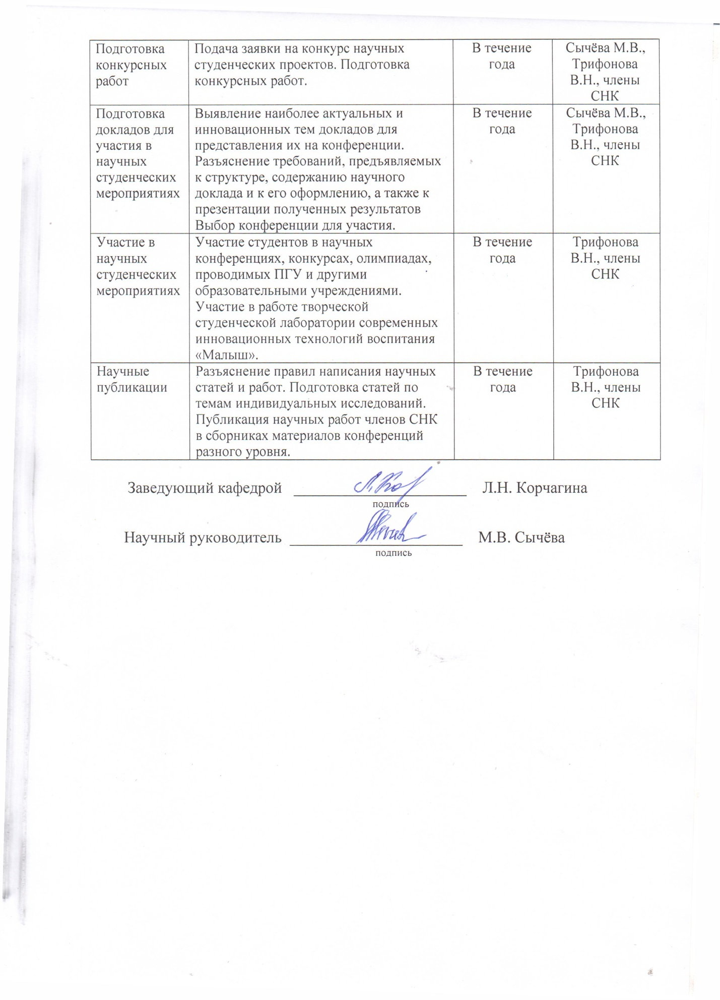 Подготовка
конкурсных
работ
Подача заявки на конкурс научных
студенческих проектов. Подготовка
конкурсных работ.
В течение
года
Сычёва М.В.,
Трифонова
В.Н., члены
СНК
Подготовка
докладов для
участия в
научных
студенческих
мероприятиях
Выявление наиболее актуальных и
инновационных тем докладов для
представления их на конференции.
Разъяснение требований, предъявляемых
к структуре, содержанию научного
доклада и к его оформлению, а также к
презентации полученных результатов
Выбор конференции для участия.
В течение
года
Сычёва М.В.,
Трифонова
В.Н., члены
СНК
Участие в
научных
студенческих
мероприятиях
Участие студентов в научных
конференциях, конкурсах, олимпиадах,
проводимых ПГУ и другими
образовательными учреждениями.
Участие в работе творческой
студенческой лаборатории современных
инновационных технологий воспитания
«Малыш».
В течение
года
Трифонова
В.Н., члены
СНК
Научные
публикации
Разъяснение правил написания научных
статей и работ. Подготовка статей по
темам индивидуальных исследований.
Публикация научных работ членов СНК
в сборниках материалов конференций
разного уровня.
В течение
года
Трифонова
В.Н., члены
СНК
Заведующий кафедрой Л.Н. Корчагина
подпись
Научный руководитель М.В. Сычёва
подпись